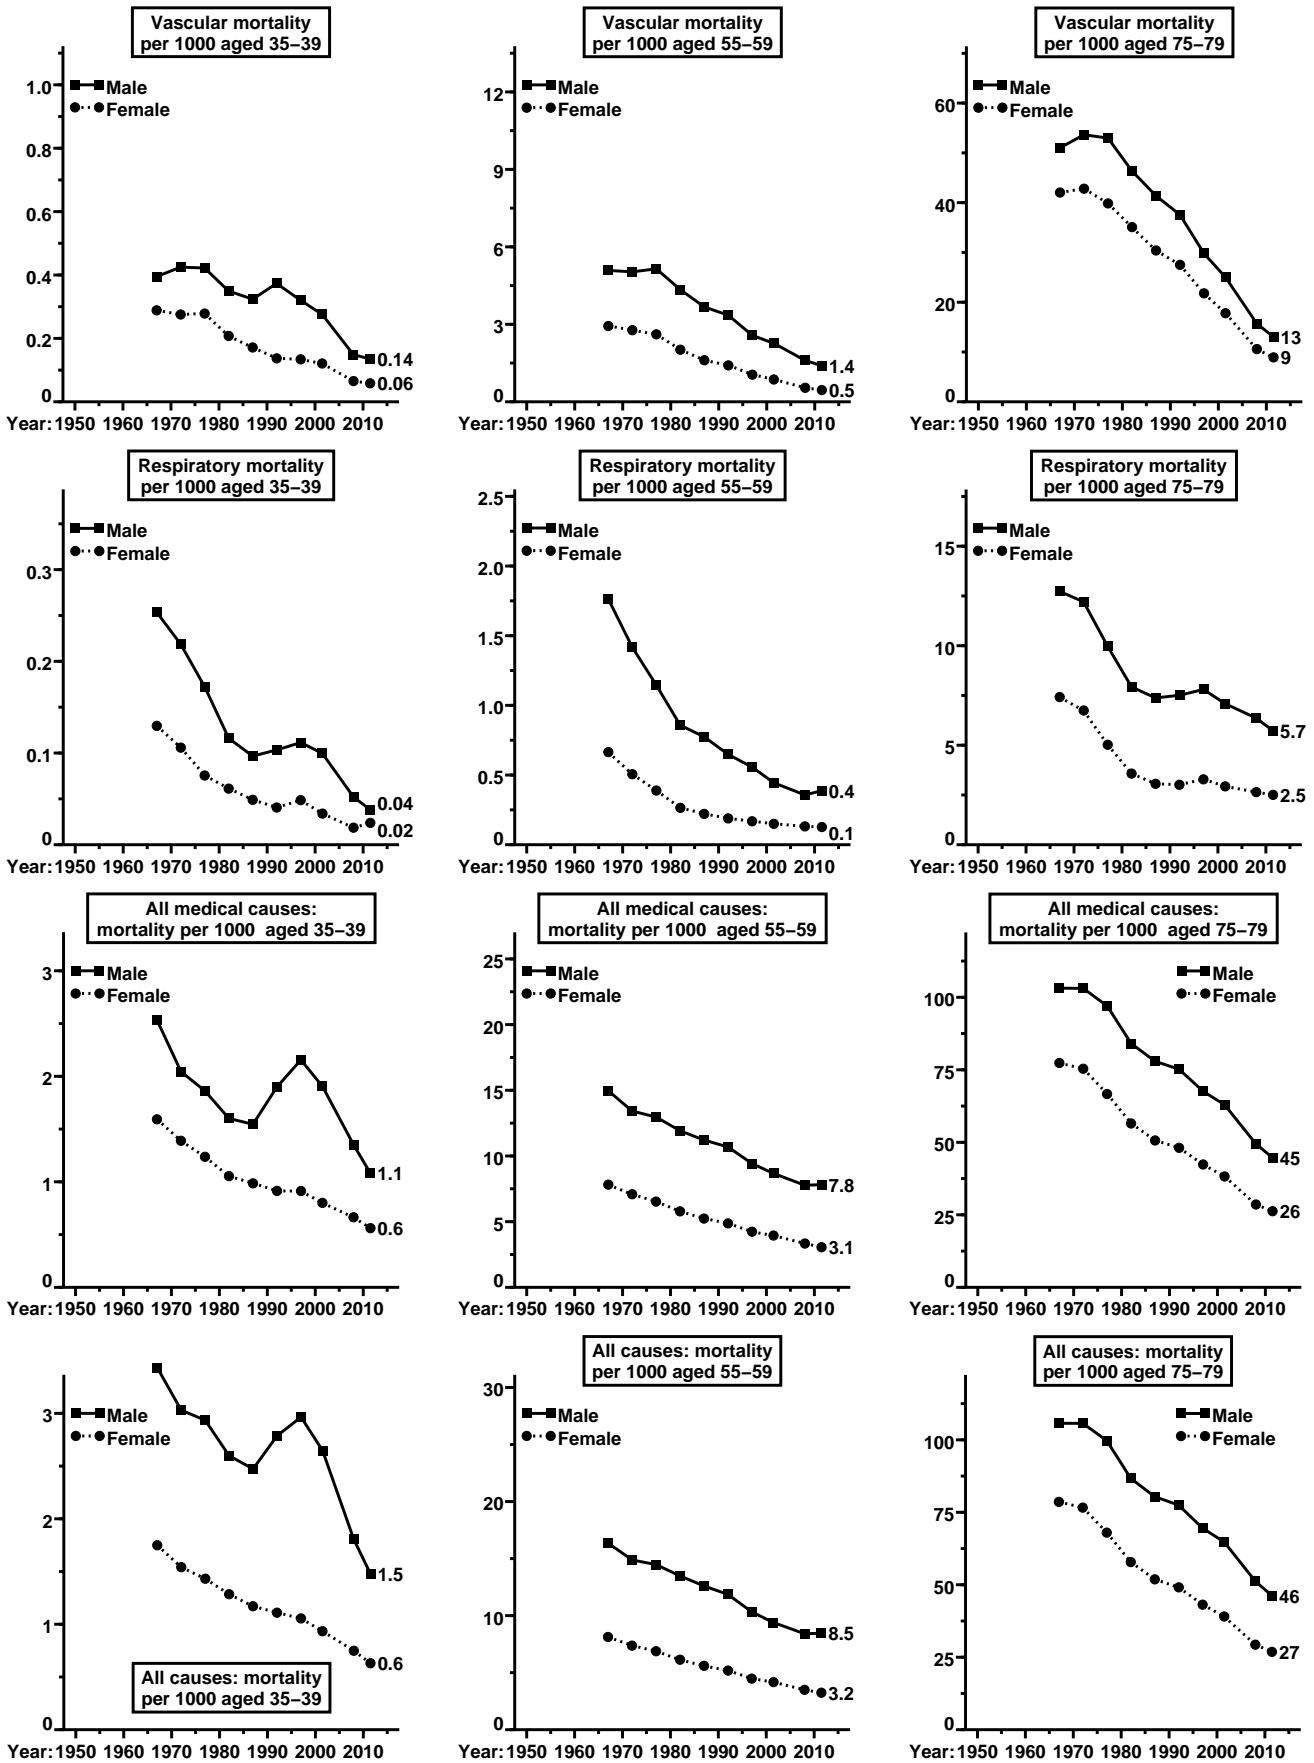 Vascular mortality
per 1000 aged 35–39
1.0
0.8
0.6
0.4
0.2
0
Male
Female
0.14
0.06
Year: 1950 1960 1970 1980 1990 2000 2010
Vascular mortality
per 1000 aged 55–59
12
9
6
3
0
Male
Female
1.4
0.5
Year: 1950 1960 1970 1980 1990 2000 2010
Vascular mortality
per 1000 aged 75–79
60
40
20
0
Male
Female
13
9
Year: 1950 1960 1970 1980 1990 2000 2010
Respiratory mortality
per 1000 aged 35–39
0.3
0.2
0.1
0
Male
Female
0.04
0.02
Year: 1950 1960 1970 1980 1990 2000 2010
Respiratory mortality
per 1000 aged 55–59
2.5
2.0
1.5
1.0
0.5
0
Male
Female
0.4
0.1
Year: 1950 1960 1970 1980 1990 2000 2010
Respiratory mortality
per 1000 aged 75–79
15
10
5
0
Male
Female
5.7
2.5
Year: 1950 1960 1970 1980 1990 2000 2010
All medical causes:
mortality per 1000 aged 35–39
3
2
1
0
Male
Female
1.1
0.6
Year: 1950 1960 1970 1980 1990 2000 2010
All medical causes:
mortality per 1000 aged 55–59
25
20
15
10
5
0
Male
Female
7.8
3.1
Year: 1950 1960 1970 1980 1990 2000 2010
All medical causes:
mortality per 1000 aged 75–79
100
75
50
25
0
Male
Female
45
26
Year: 1950 1960 1970 1980 1990 2000 2010
3
2
1
0
Male
Female
1.5
0.6
All causes: mortality
per 1000 aged 35–39
Year: 1950 1960 1970 1980 1990 2000 2010
All causes: mortality
per 1000 aged 55–59
30
20
10
0
Male
Female
8.5
3.2
Year: 1950 1960 1970 1980 1990 2000 2010
All causes: mortality
per 1000 aged 75–79
100
75
50
25
0
Male
Female
46
27
Year: 1950 1960 1970 1980 1990 2000 2010